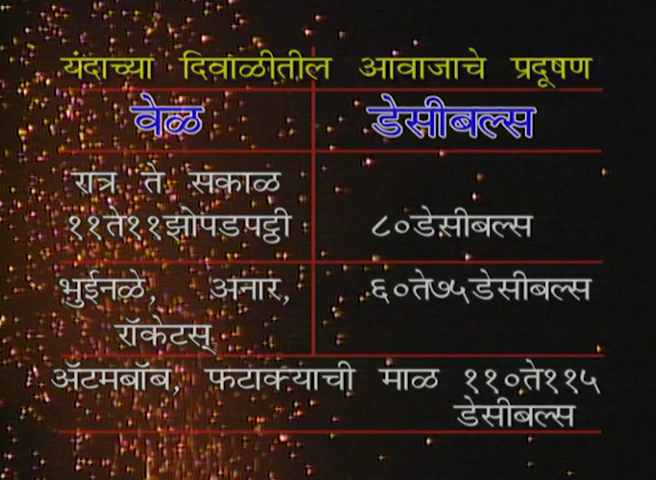 यंदाच्या दिवाळीतील आवाजाचे प्रदूषण
वेळ डेसीबल्स
रात्र ते सकाळ
११ते११झोपडपट्टी ८०डेसीबल्स
भुईनळे, अनार, ६०ते७५डेसीबल्स
रॉकेटस्
ॲटमबॉब, फटाक्याची माळ ११०ते११५
डेसीबल्स